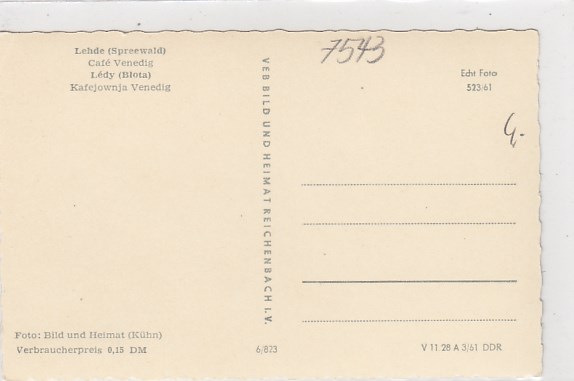 Lehde (Spreewald)
Café Venedig
Lédy (Błota)
Kafejownja Venedig
7543
Echt Foto
523/61
4.-
VEB BILD UND HEIMAT REICHENBACH I. V.
Foto: Bild und Heimat (Kühn)
Verbraucherpreis 0,15 DM
6/823
V 11 28 A 3/61 DDR